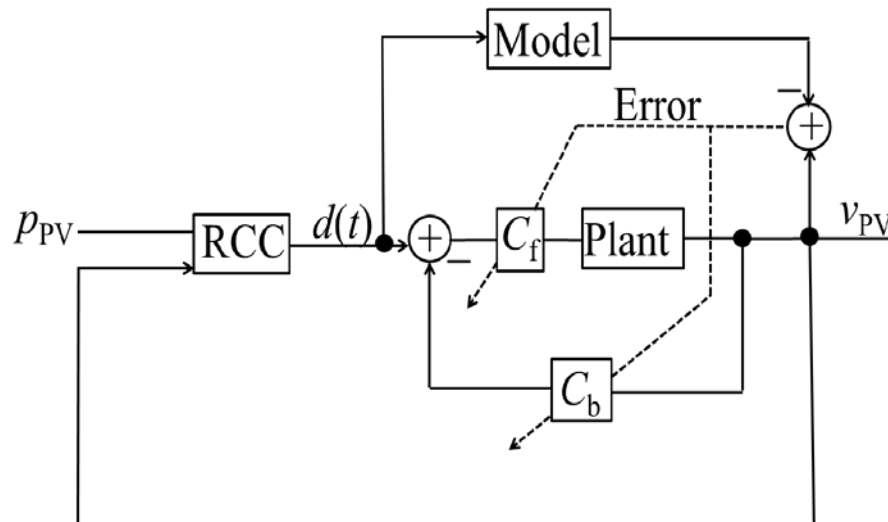 Model
−
+
Error
p_PV
RCC
d(t)
+
−
C_f
Plant
v_PV
C_b